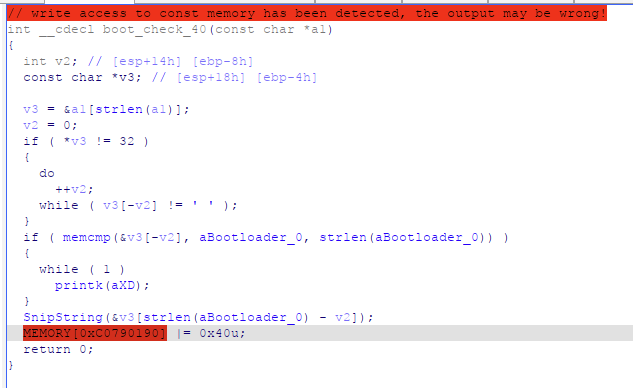 // write access to const memory has been detected, the output may be wrong!
int __cdecl boot_check_40(const char *a1)
{
int v2; // [esp+14h] [ebp-8h]
const char *v3; // [esp+18h] [ebp-4h]
v3 = &a1[strlen(a1)];
v2 = 0;
if ( *v3 != 32 )
{
do
++v2;
while ( v3[-v2] != ' ' );
}
if ( memcmp(&v3[-v2], aBootloader_0, strlen(aBootloader_0)) )
{
while ( 1 )
printk(aXD);
}
SnipString(&v3[strlen(aBootloader_0) - v2]);
MEMORY[0xC0790190] |= 0x40u;
return 0;
}